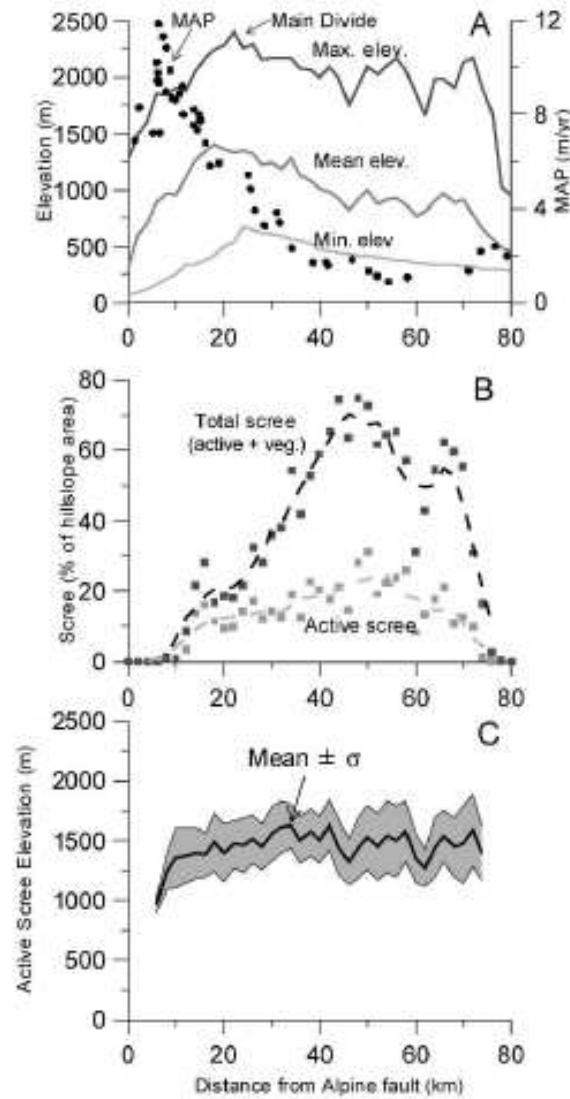 MAP
Main Divide
A
Max. elev.
Mean elev.
Min. elev
Elevation (m)
2500
2000
1500
1000
500
0
MAP (m/yr)
12
8
4
0
0
20
40
60
80
B
Total scree
(active + veg.)
Active scree
Scree (% of hillslope area)
80
60
40
20
0
0
20
40
60
80
C
Mean ± σ
Active Scree Elevation (m)
2500
2000
1500
1000
500
0
0
20
40
60
80
Distance from Alpine fault (km)